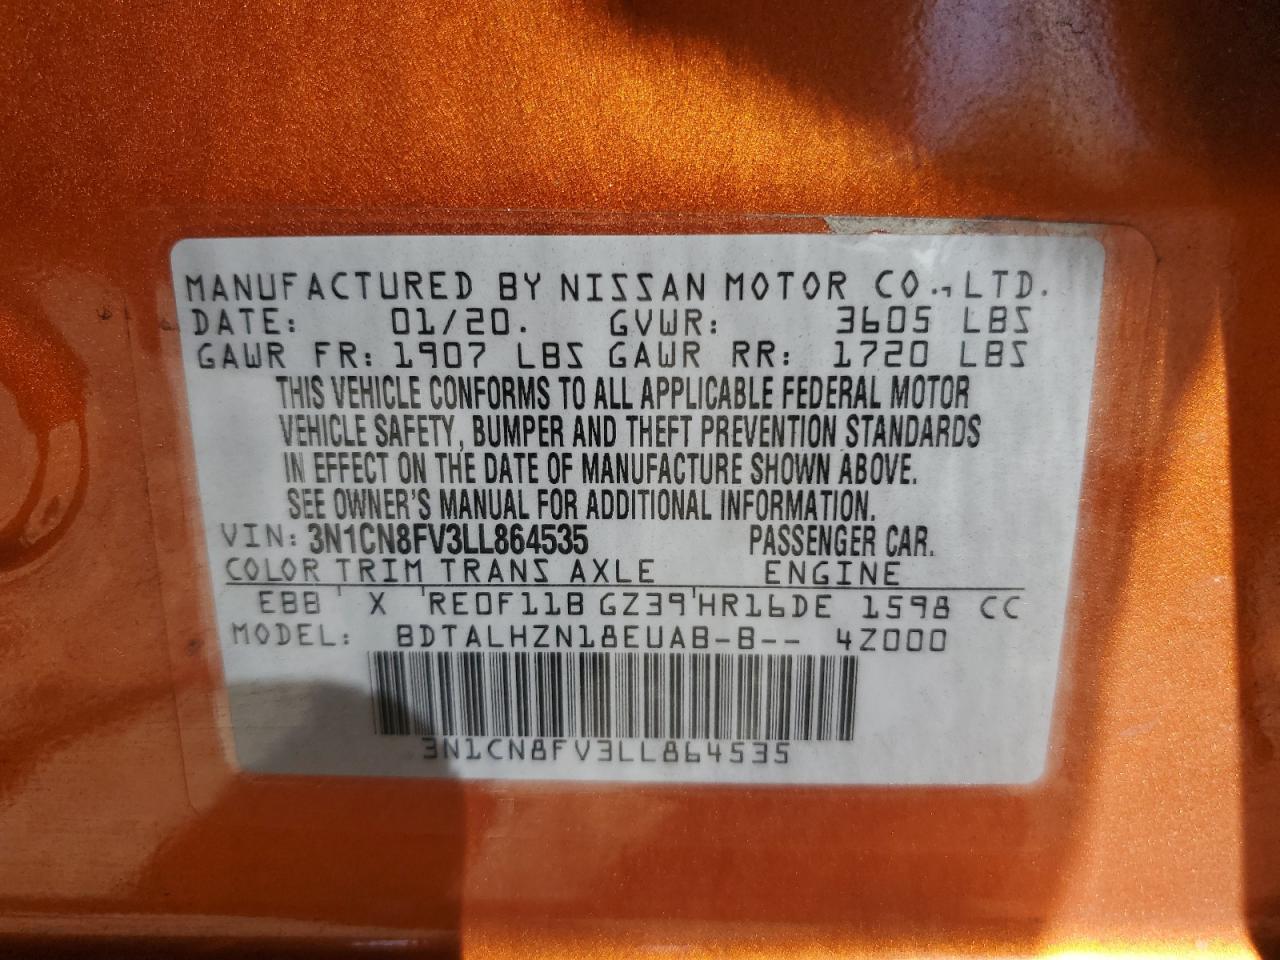 MANUFACTURED BY NISSAN MOTOR CO., LTD.
DATE: 01/20. GVWR: 3605 LBS
GAWR FR: 1907 LBS GAWR RR: 1720 LBS
THIS VEHICLE CONFORMS TO ALL APPLICABLE FEDERAL MOTOR
VEHICLE SAFETY, BUMPER AND THEFT PREVENTION STANDARDS
IN EFFECT ON THE DATE OF MANUFACTURE SHOWN ABOVE.
SEE OWNER'S MANUAL FOR ADDITIONAL INFORMATION.
VIN: 3N1CN8FV3LL864535 PASSENGER CAR.
COLOR TRIM TRANS AXLE ENGINE
EBB ' X 'RE0F11B GZ39'HR16DE 1598 CC
MODEL: BDTALHZN18EUAB-B-- 4Z000
3N1CN8FV3LL864535